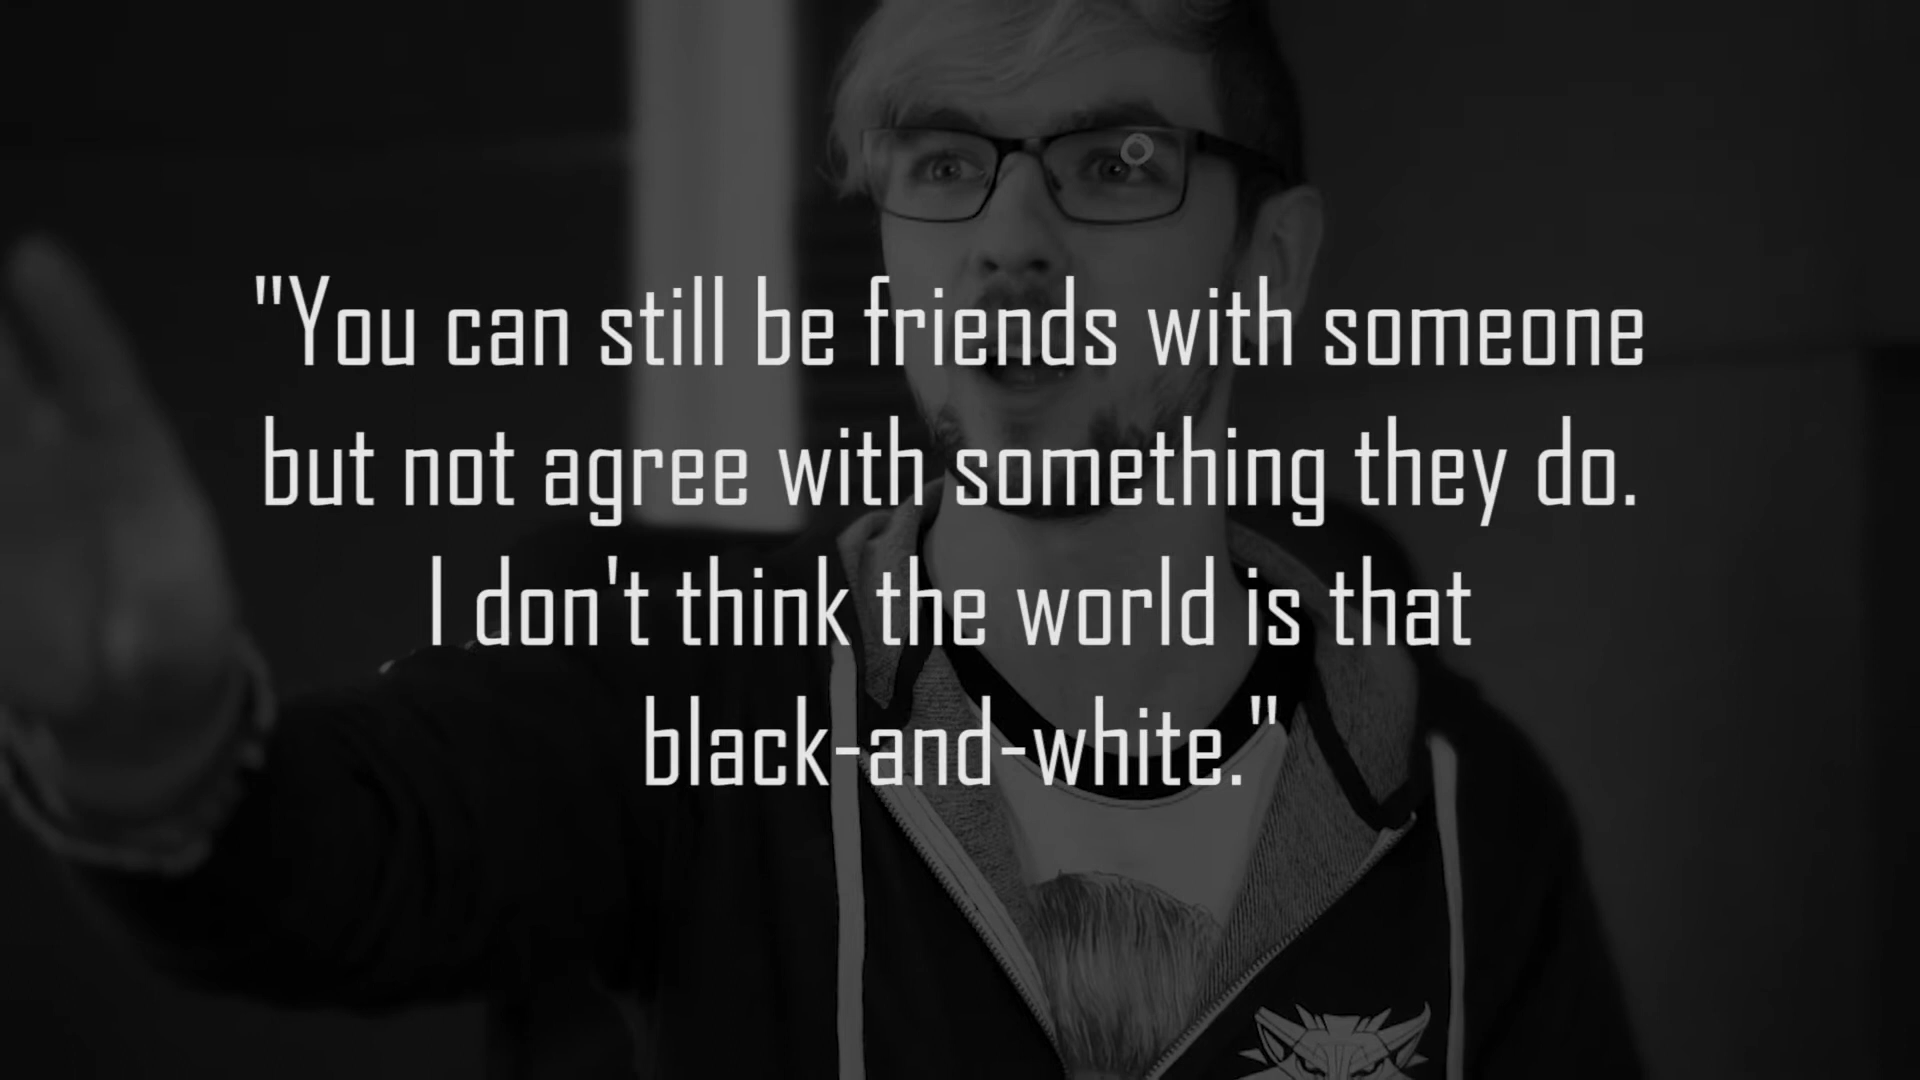 "You can still be friends with someone
but not agree with something they do.
I don't think the world is that
black-and-white."